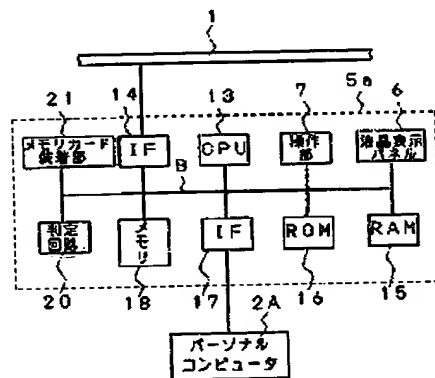 1
21
14
13
7
5a
6
メモリカード
装着部
IF
CPU
操作
部
液晶表示
パネル
B
判定
回路
メモリ
IF
ROM
RAM
20
18
17
16
15
2A
パーソナル
コンピュータ